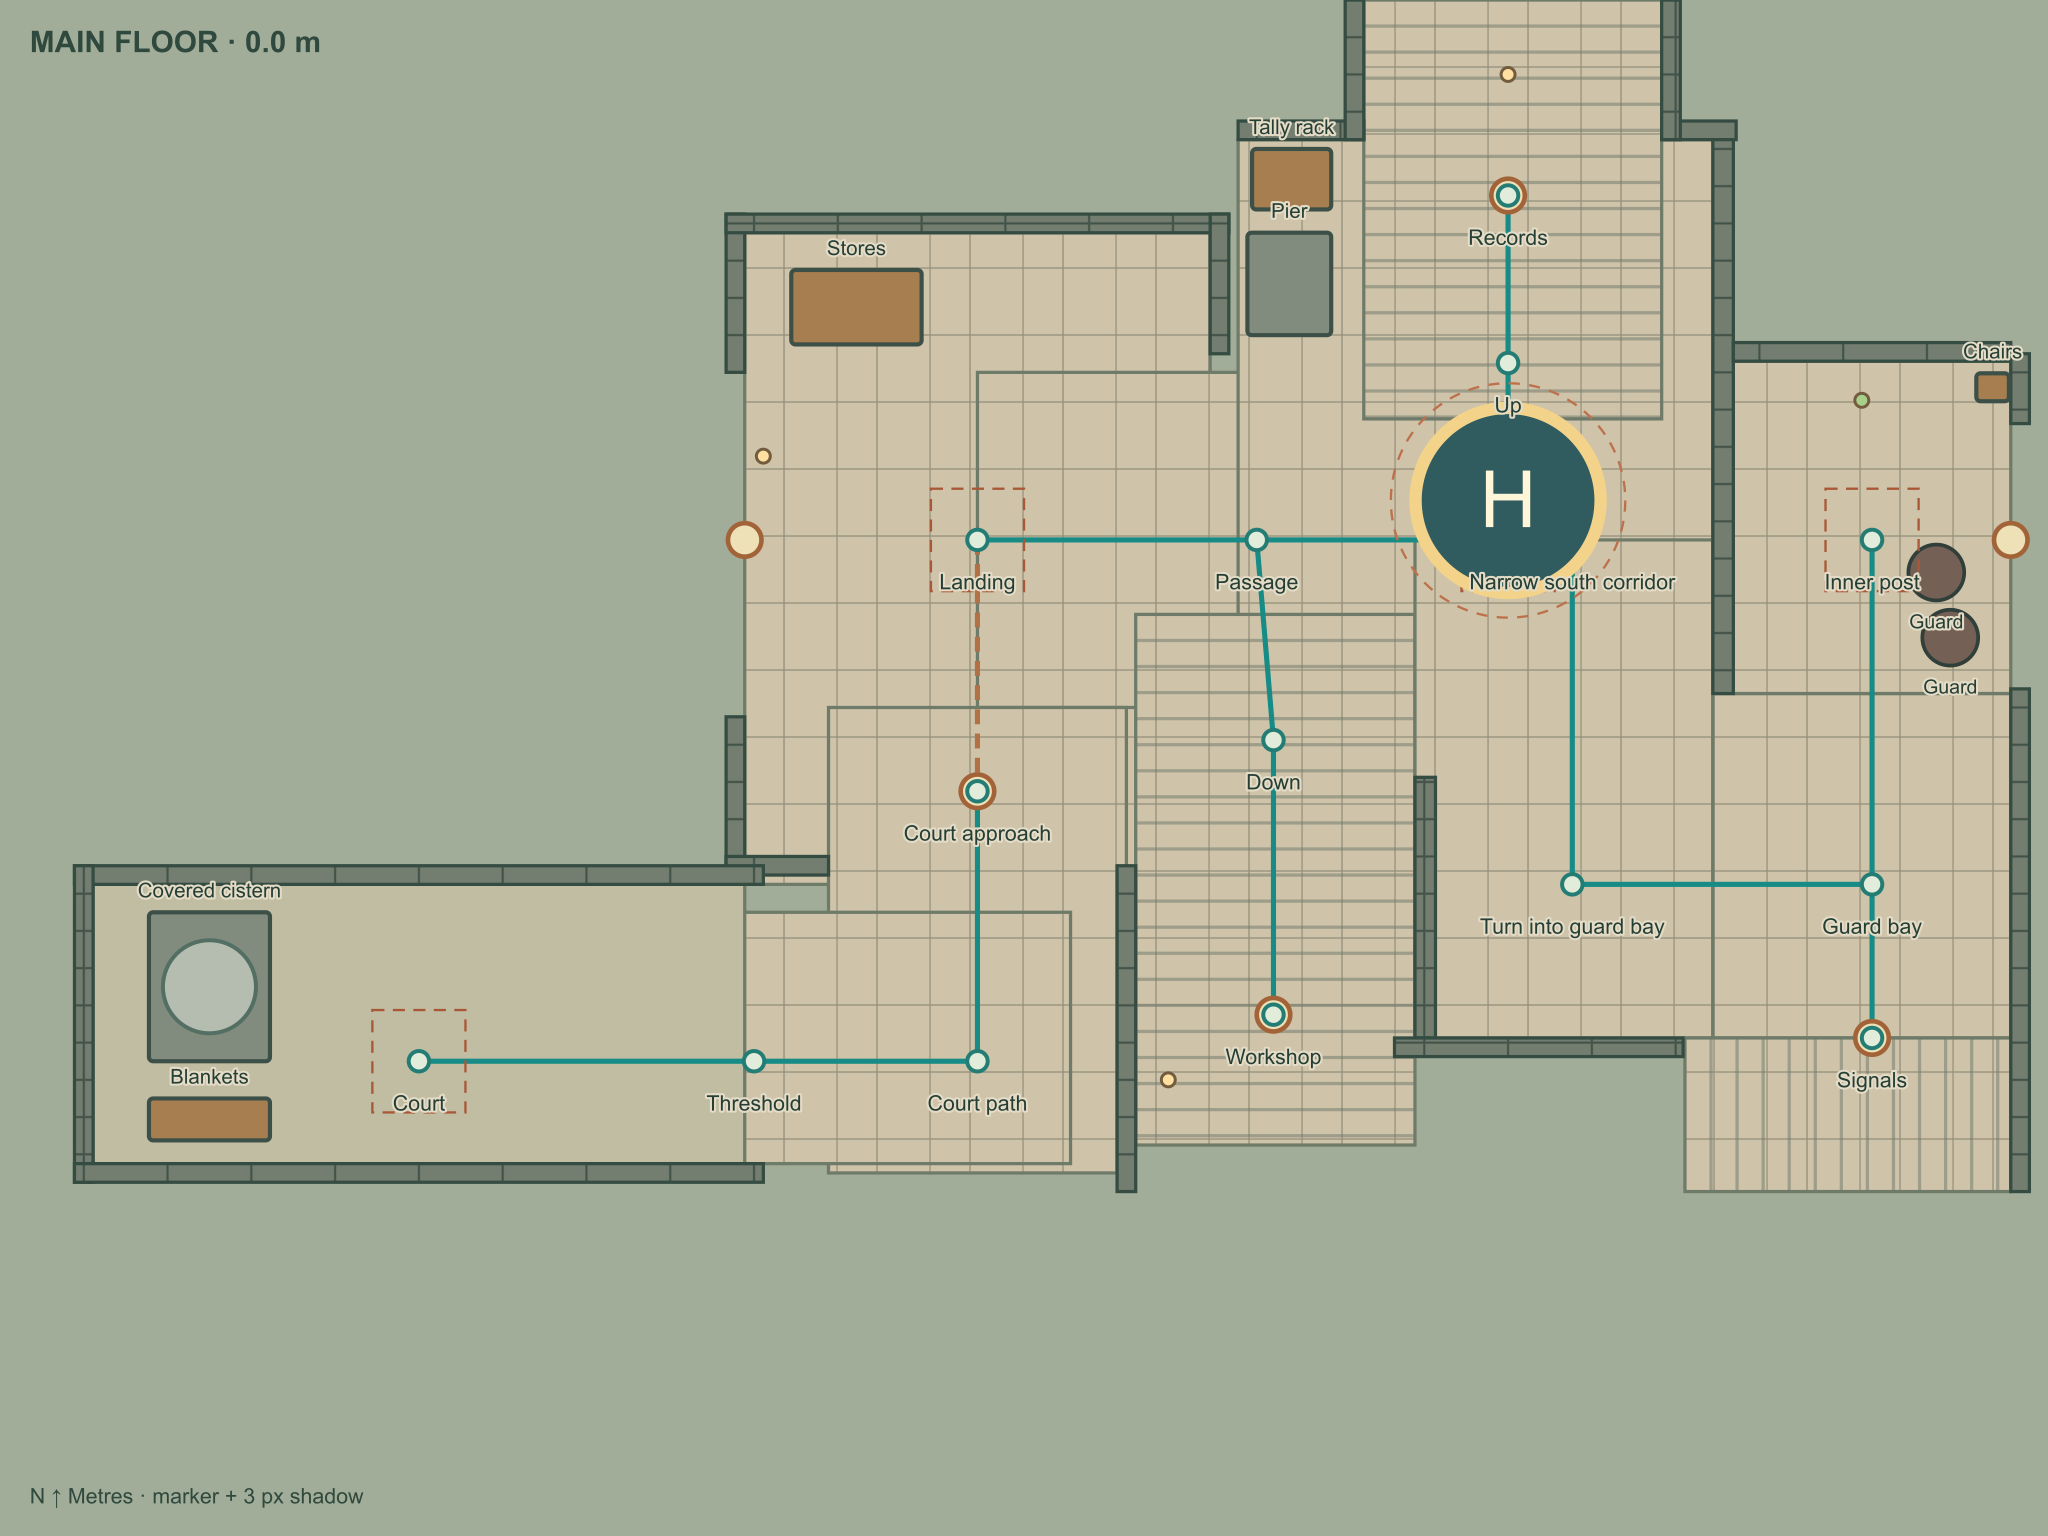 MAIN FLOOR · 0.0 m
Tally rack
Pier
Records
Stores
Chairs
Up
H
Landing
Passage
Narrow south corridor
Inner post
Guard
Guard
Down
Court approach
Covered cistern
Turn into guard bay
Guard bay
Workshop
Blankets
Signals
Court
Threshold
Court path
N ↑ Metres · marker + 3 px shadow